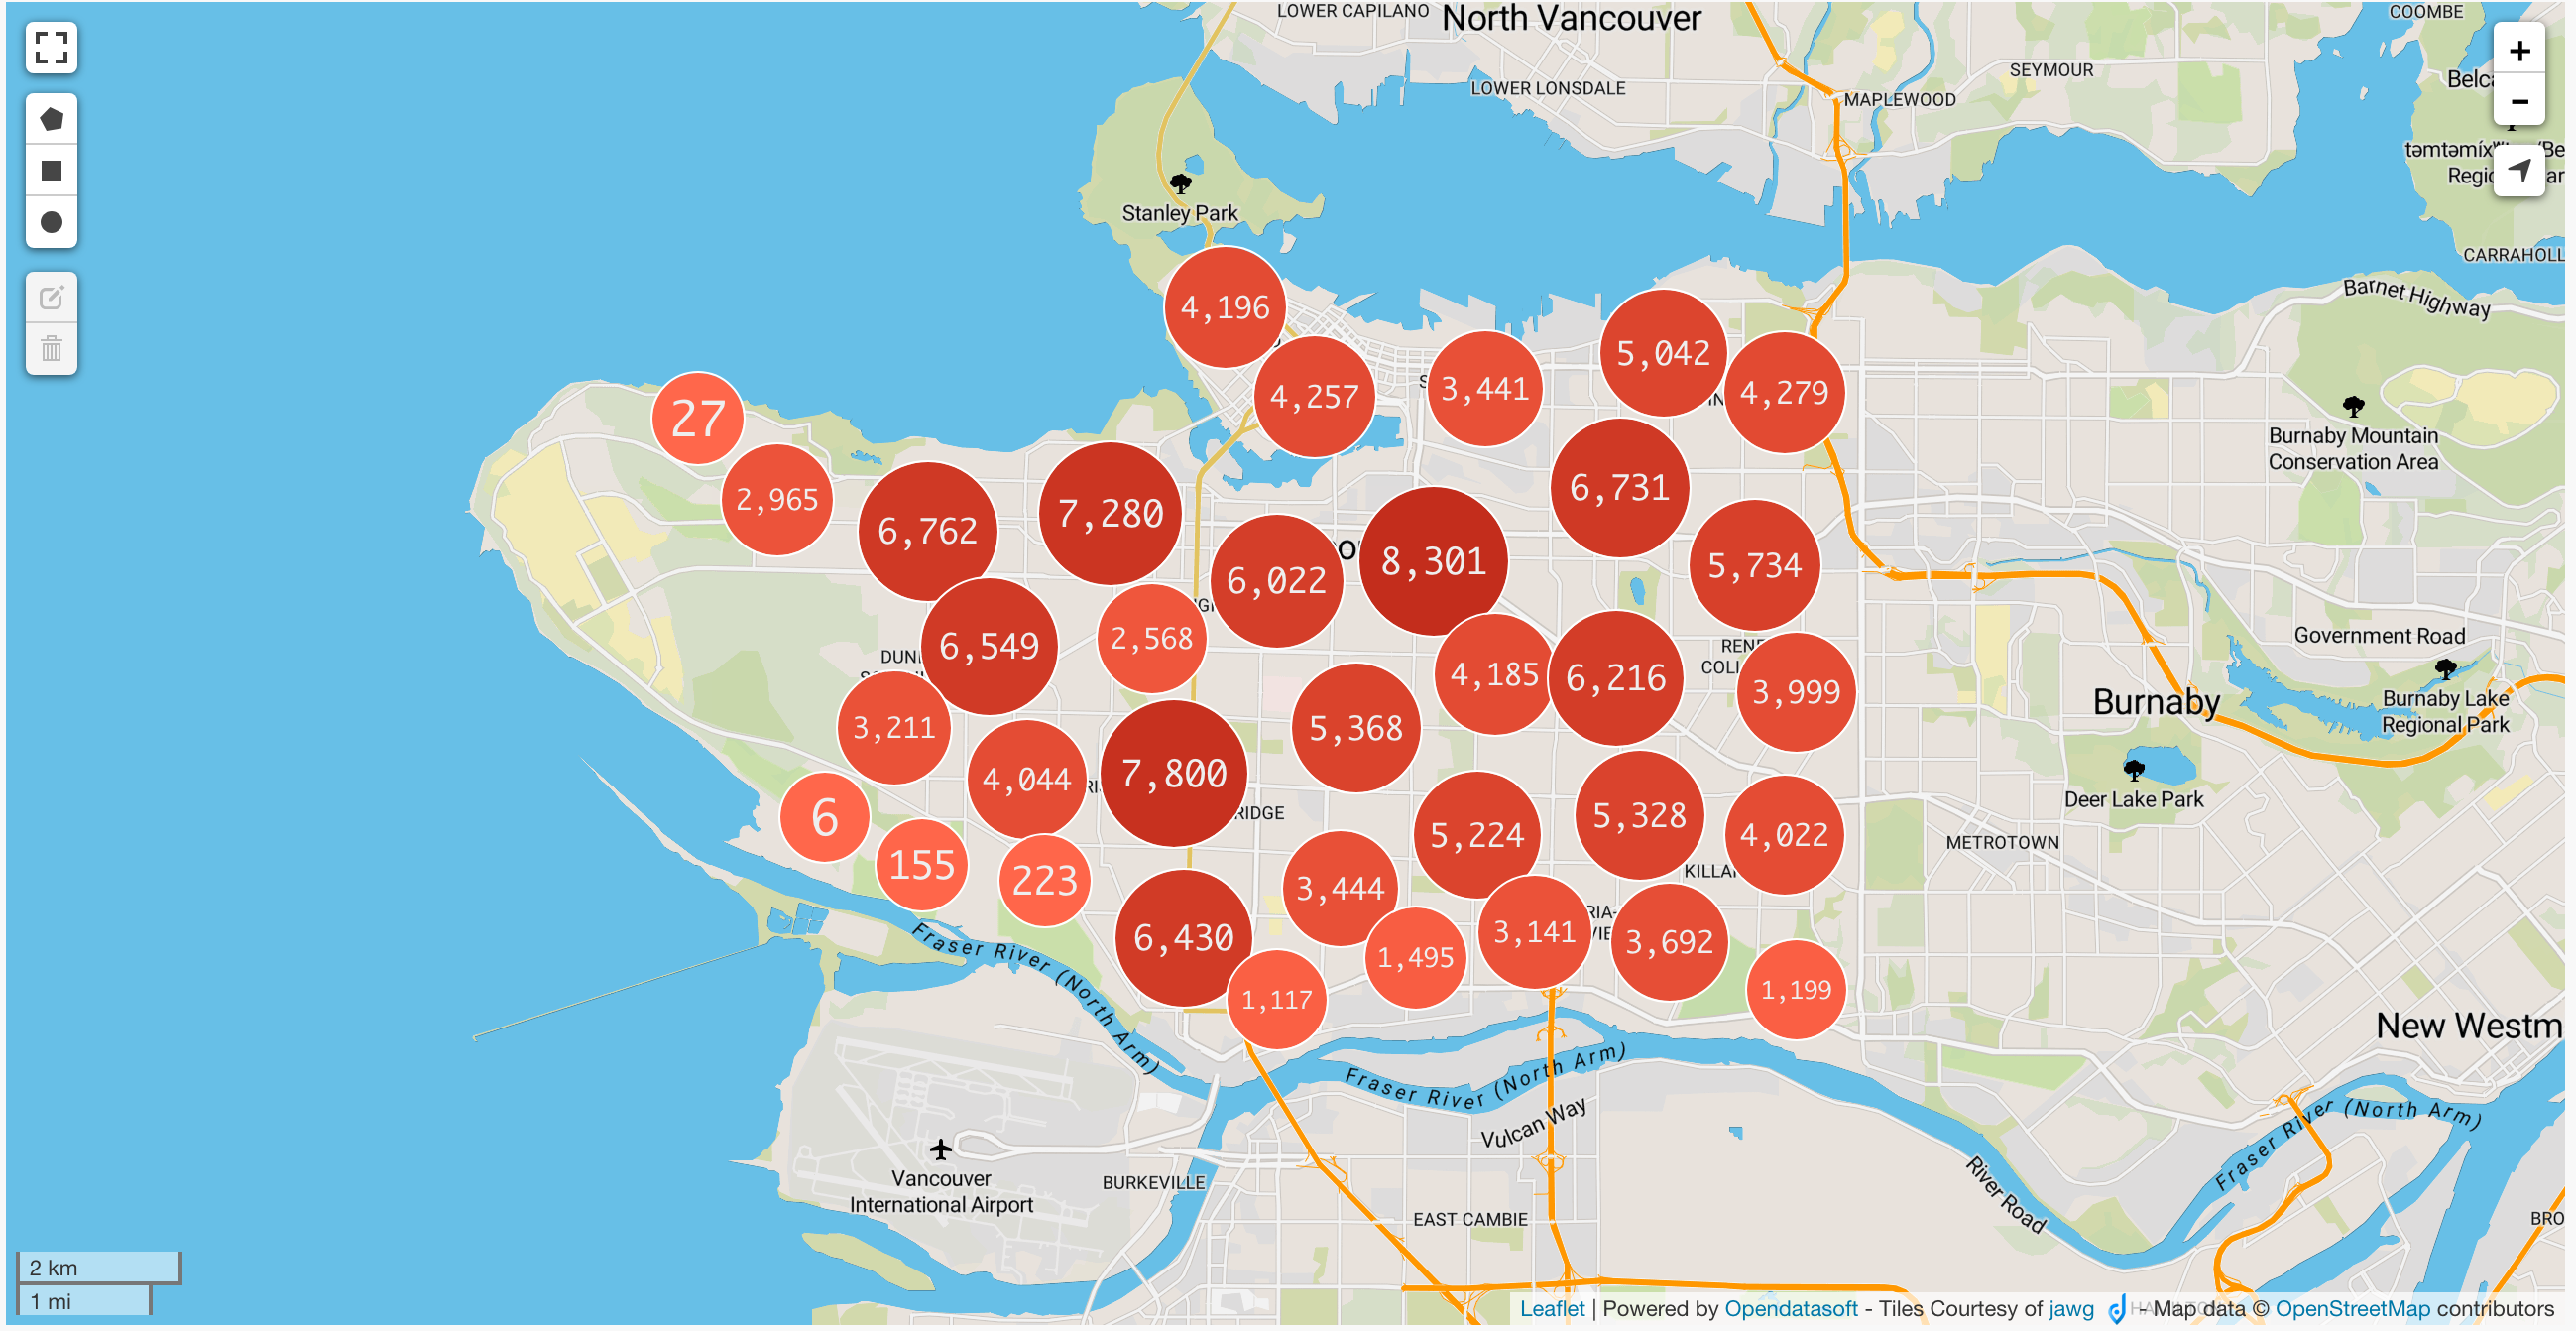 LOWER CAPILANO
North Vancouver
COOMBE
+
−
SEYMOUR
Belca
LOWER LONSDALE
MAPLEWOOD
Stanley Park
CARRAHOLL
Barnet Highway
4,196
5,042
4,257
3,441
4,279
27
Burnaby Mountain
Conservation Area
2,965
6,762
7,280
6,731
6,022
8,301
5,734
6,549
2,568
4,185
6,216
3,999
Government Road
Burnaby
Burnaby Lake
Regional Park
3,211
4,044
7,800
5,368
RIDGE
Deer Lake Park
METROTOWN
6
155
223
5,224
5,328
4,022
3,444
6,430
1,495
3,141
3,692
1,117
1,199
Fraser River (North Arm)
New Westm
Fraser River (North Arm)
Vulcan Way
Fraser River (North Arm)
River Road
Vancouver
International Airport
BURKEVILLE
EAST CAMBIE
BRO
2 km
1 mi
Leaflet | Powered by Opendatasoft - Tiles Courtesy of jawg - Map data © OpenStreetMap contributors